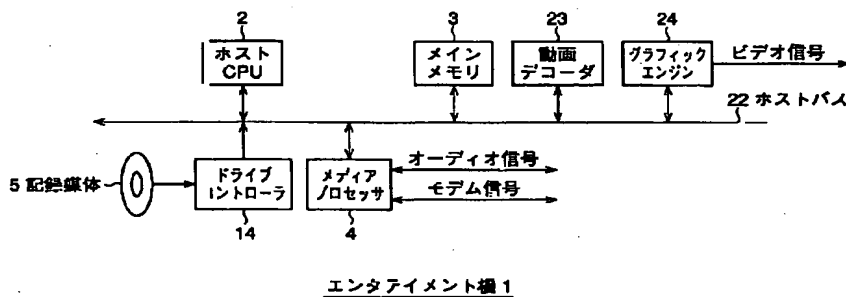 2
3
23
24
ホスト
CPU
メイン
メモリ
動画
デコーダ
グラフィック
エンジン
ビデオ信号
22 ホストバス
5 記録媒体
ドライブ
コントローラ
メディア
プロセッサ
オーディオ信号
モデム信号
14
4
エンタテイメント機1